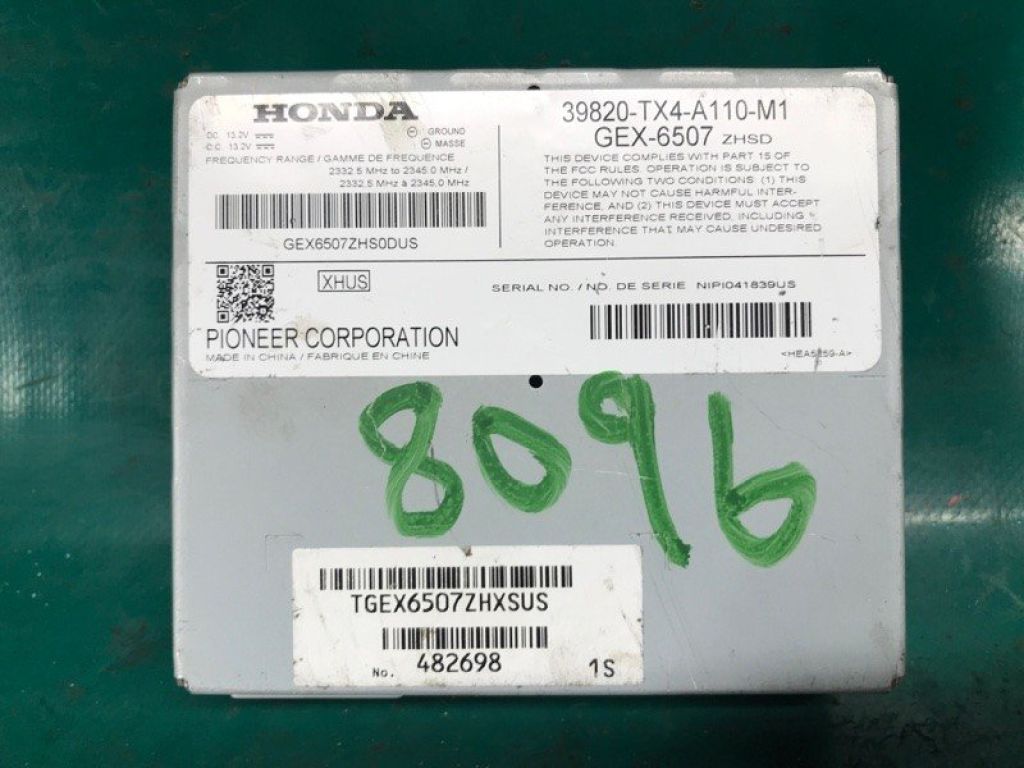 HONDA
39820-TX4-A110-M1
DC 13.2V
GROUND
GEX-6507 ZHSD
C.C. 13.2V
MASSE
FREQUENCY RANGE / GAMME DE FREQUENCE
2332.5 MHz to 2345.0 MHz /
2332.5 MHz à 2345.0 MHz
THIS DEVICE COMPLIES WITH PART 15 OF
THE FCC RULES. OPERATION IS SUBJECT TO
THE FOLLOWING TWO CONDITIONS: (1) THIS
DEVICE MAY NOT CAUSE HARMFUL INTER-
FERENCE, AND (2) THIS DEVICE MUST ACCEPT
ANY INTERFERENCE RECEIVED, INCLUDING
INTERFERENCE THAT MAY CAUSE UNDESIRED
OPERATION.
GEX6507ZHS0DUS
XHUS
SERIAL NO. / NO. DE SERIE NIPI041839US
PIONEER CORPORATION
MADE IN CHINA / FABRIQUE EN CHINE
8096
TGEX6507ZHXSUS
No. 482698 1S